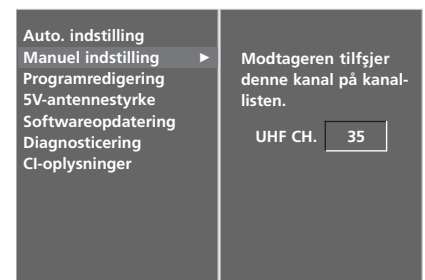 Auto. indstilling
Manuel indstilling ►
Programredigering
5V-antennestyrke
Softwareopdatering
Diagnosticering
CI-oplysninger
Modtageren tilfşjer
denne kanal på kanal-
listen.
UHF CH. 35